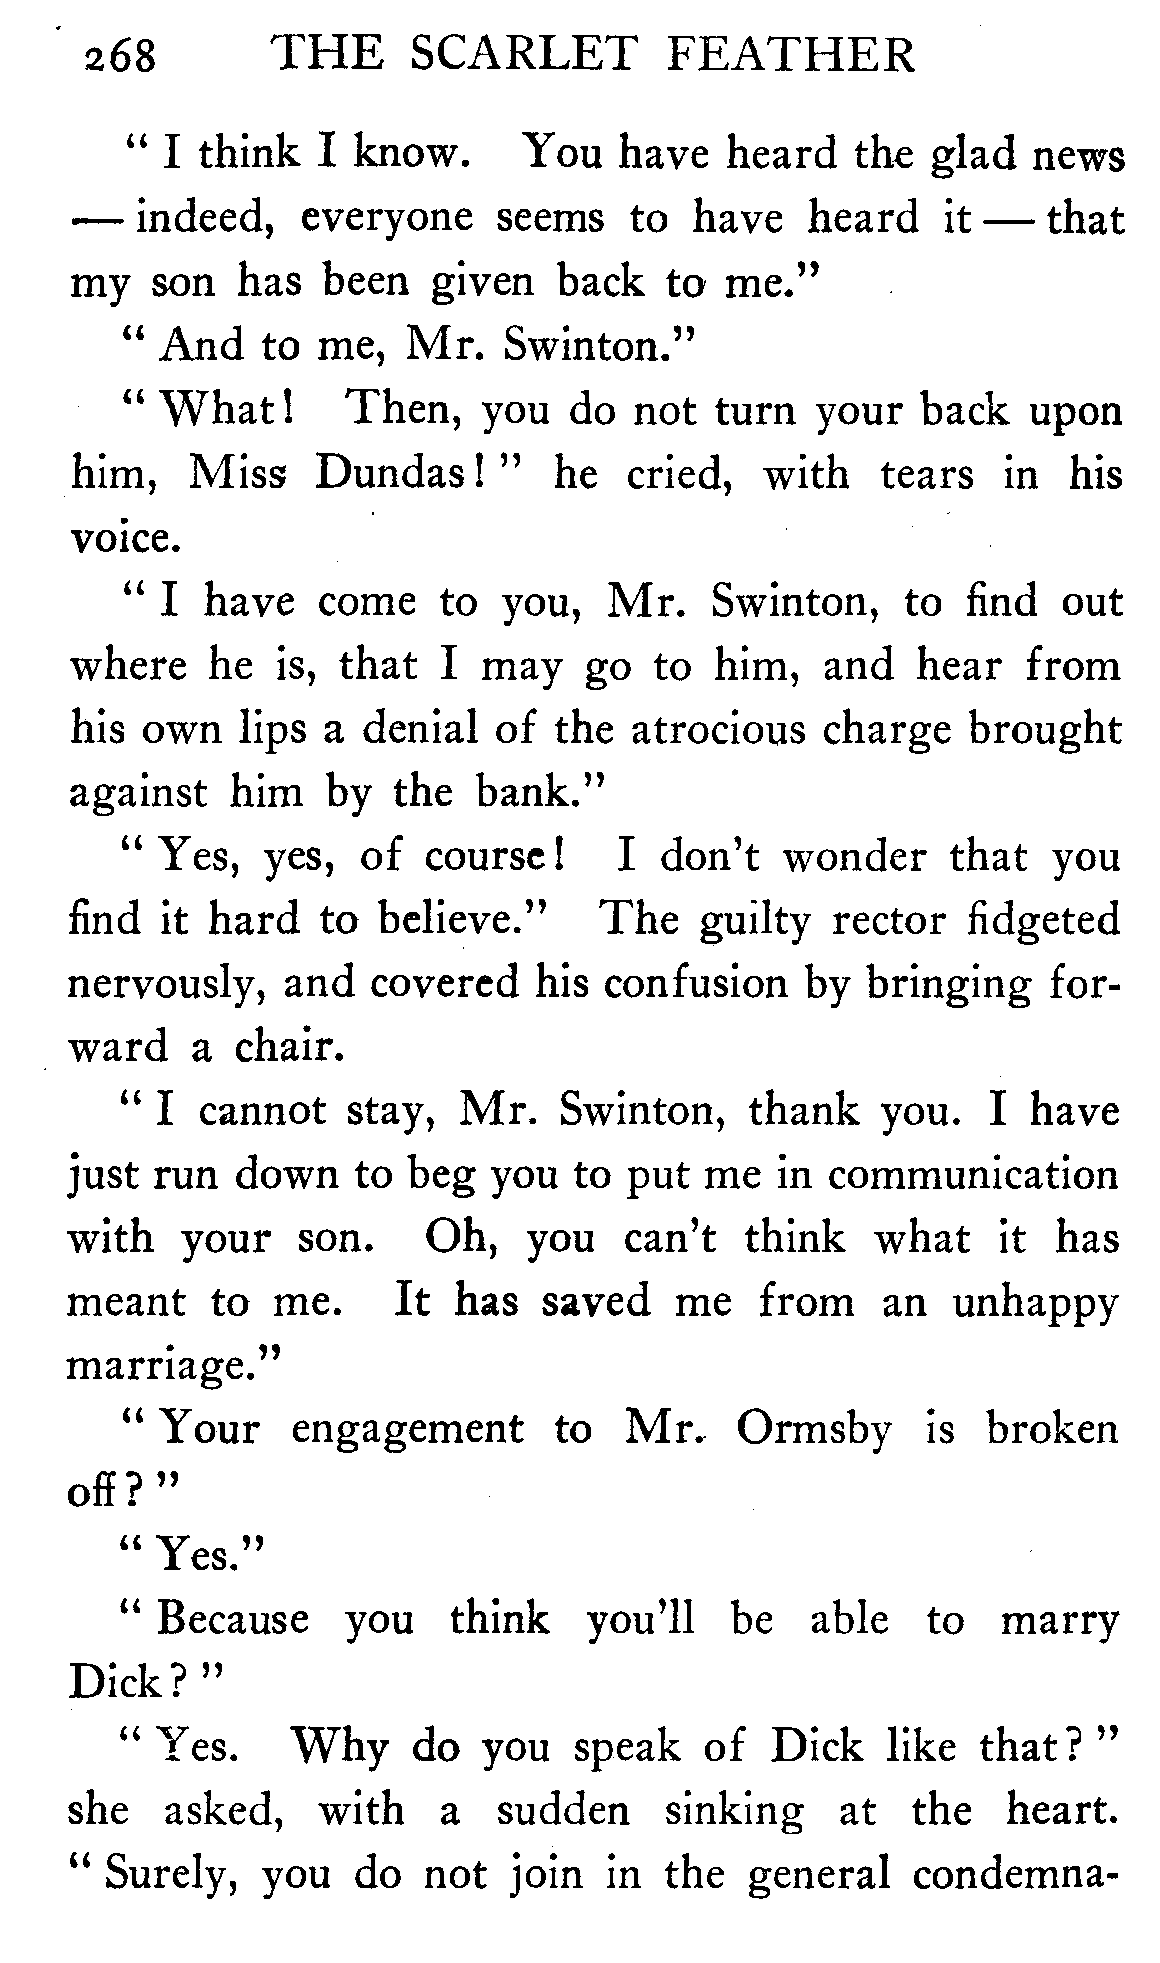 268 THE SCARLET FEATHER
" I think I know. You have heard the glad news
— indeed, everyone seems to have heard it — that
my son has been given back to me."
" And to me, Mr. Swinton."
" What! Then, you do not turn your back upon
him, Miss Dundas! " he cried, with tears in his
voice.
" I have come to you, Mr. Swinton, to find out
where he is, that I may go to him, and hear from
his own lips a denial of the atrocious charge brought
against him by the bank."
" Yes, yes, of course! I don't wonder that you
find it hard to believe." The guilty rector fidgeted
nervously, and covered his confusion by bringing for-
ward a chair.
" I cannot stay, Mr. Swinton, thank you. I have
just run down to beg you to put me in communication
with your son. Oh, you can't think what it has
meant to me. It has saved me from an unhappy
marriage."
" Your engagement to Mr. Ormsby is broken
off? "
" Yes."
" Because you think you'll be able to marry
Dick? "
" Yes. Why do you speak of Dick like that? "
she asked, with a sudden sinking at the heart.
" Surely, you do not join in the general condemna-